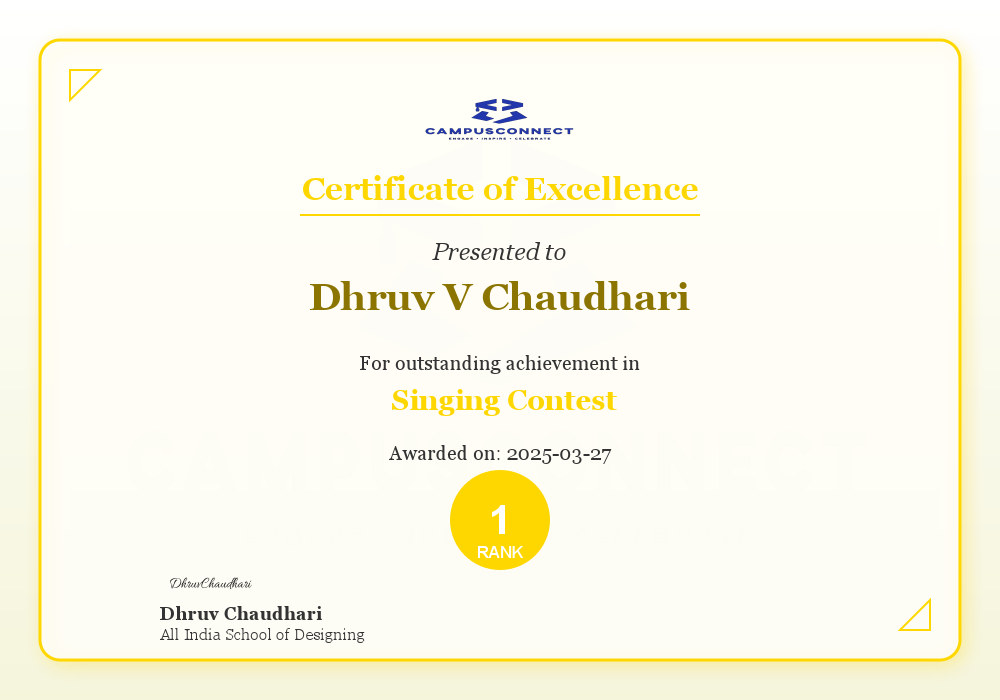 CAMPUSCONNECT
ENGAGE • INSPIRE • CELEBRATE
Certificate of Excellence
Presented to
Dhruv V Chaudhari
For outstanding achievement in
Singing Contest
Awarded on: 2025-03-27
CAMPUSCONNECT
1
RANK
DhruvChaudhari
Dhruv Chaudhari
All India School of Designing